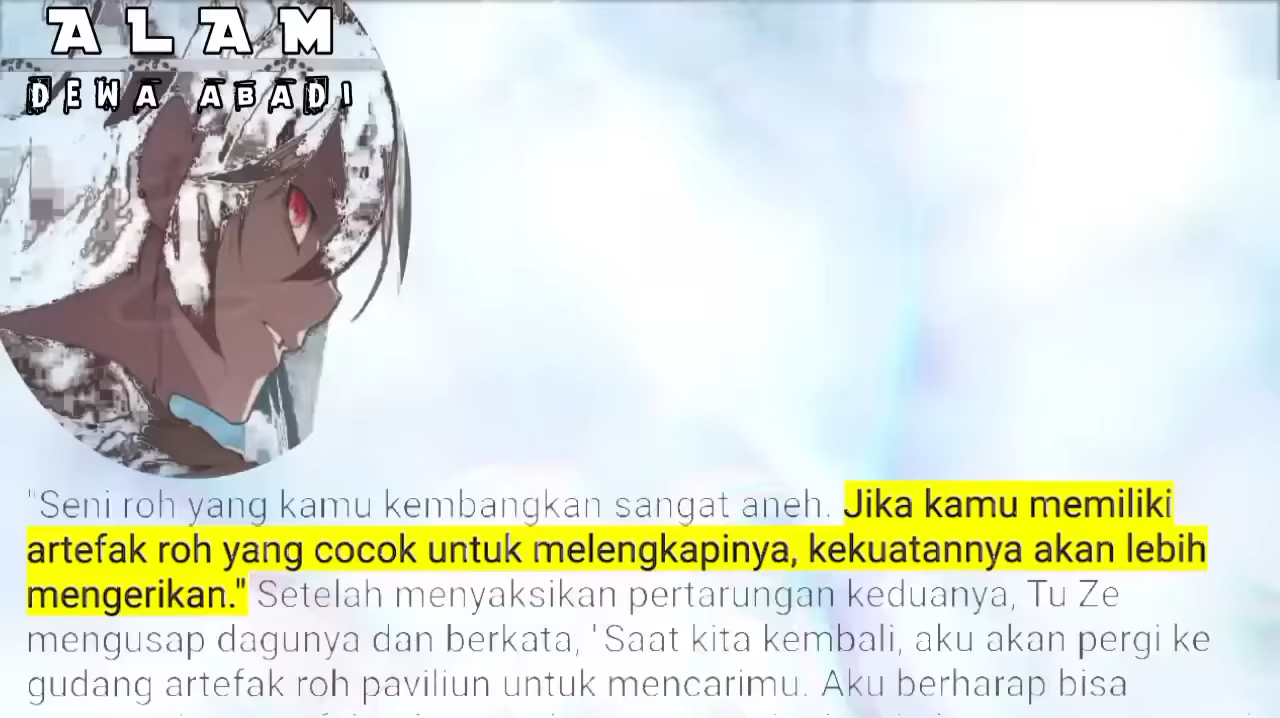 ALAM
DEWA ABADI
"Seni roh yang kamu kembangkan sangat aneh. Jika kamu memiliki
artefak roh yang cocok untuk melengkapinya, kekuatannya akan lebih
mengerikan." Setelah menyaksikan pertarungan keduanya, Tu Ze
mengusap dagunya dan berkata, 'Saat kita kembali, aku akan pergi ke
gudang artefak roh paviliun untuk mencarimu. Aku berharap bisa